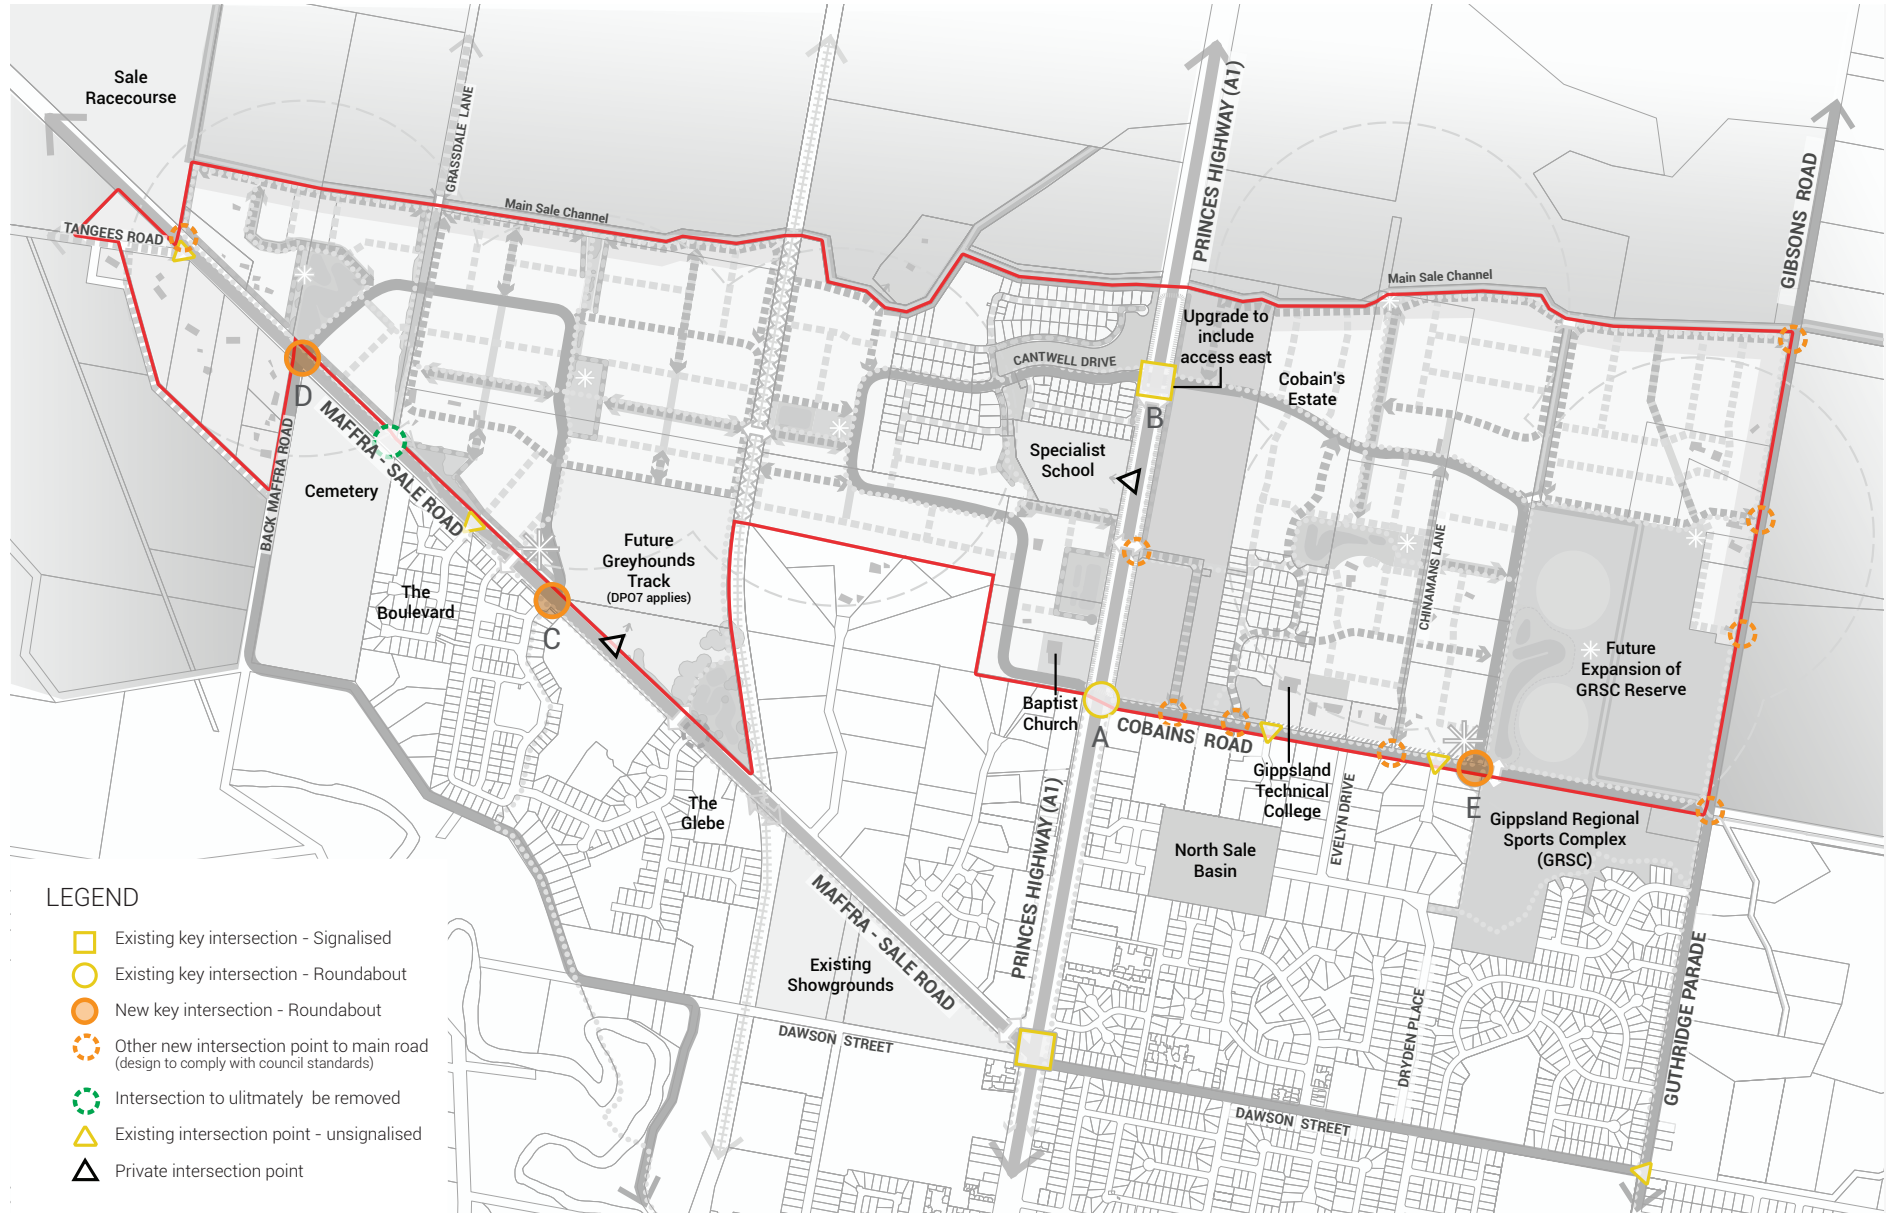 Sale
Racecourse
GRASSDALE LANE
PRINCES HIGHWAY (A1)
GIBSONS ROAD
TANGEES ROAD
Main Sale Channel
Main Sale Channel
Upgrade to
include
access east
CANTWELL DRIVE
Cobain's
Estate
B
D
MAFFRA - SALE ROAD
BACK MAFFRA ROAD
Cemetery
Specialist
School
CHINAMANS LANE
Future
Greyhounds
Track
(DPO7 applies)
The
Boulevard
C
Future
Expansion of
GRSC Reserve
Baptist
Church
A
COBAINS ROAD
Gippsland
Technical
College
EVELYN DRIVE
E
Gippsland Regional
Sports Complex
(GRSC)
The
Glebe
PRINCES HIGHWAY (A1)
North Sale
Basin
MAFFRA - SALE ROAD
Existing
Showgrounds
DAWSON STREET
DRYDEN PLACE
GUTHRIDGE PARADE
DAWSON STREET
LEGEND
Existing key intersection - Signalised
Existing key intersection - Roundabout
New key intersection - Roundabout
Other new intersection point to main road
(design to comply with council standards)
Intersection to ulitmately be removed
Existing intersection point - unsignalised
Private intersection point